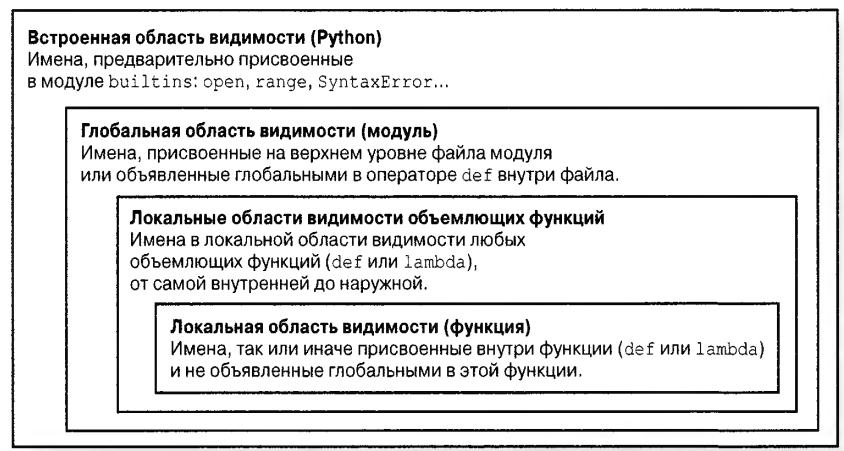 Встроенная область видимости (Python)
Имена, предварительно присвоенные
в модуле builtins: open, range, SyntaxError...
Глобальная область видимости (модуль)
Имена, присвоенные на верхнем уровне файла модуля
или объявленные глобальными в операторе def внутри файла.
Локальные области видимости объемлющих функций
Имена в локальной области видимости любых
объемлющих функций (def или lambda),
от самой внутренней до наружной.
Локальная область видимости (функция)
Имена, так или иначе присвоенные внутри функции (def или lambda)
и не объявленные глобальными в этой функции.